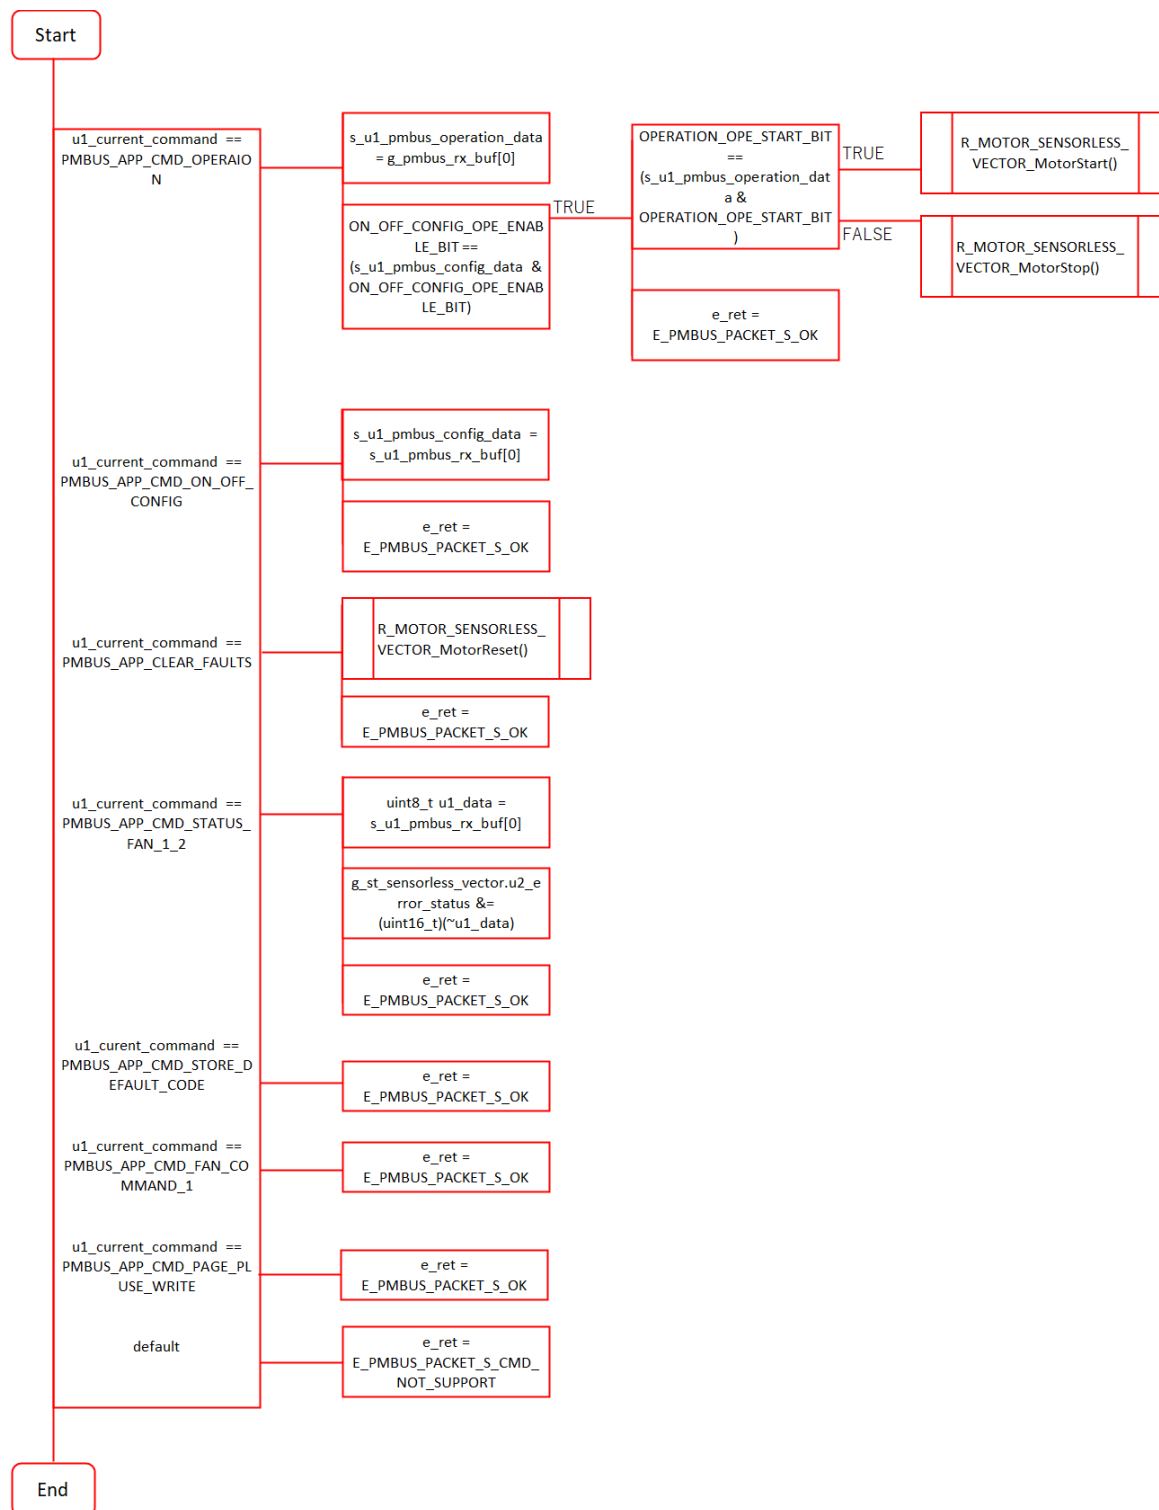 Start
u1_current_command ==
PMBUS_APP_CMD_OPERAIO
N
s_u1_pmbus_operation_data
= g_pmbus_rx_buf[0]
ON_OFF_CONFIG_OPE_ENAB
LE_BIT ==
(s_u1_pmbus_config_data &
ON_OFF_CONFIG_OPE_ENAB
LE_BIT)
TRUE
OPERATION_OPE_START_BIT
==
(s_u1_pmbus_operation_dat
a &
OPERATION_OPE_START_BIT
)
TRUE
R_MOTOR_SENSORLESS_
VECTOR_MotorStart()
FALSE
R_MOTOR_SENSORLESS_
VECTOR_MotorStop()
e_ret =
E_PMBUS_PACKET_S_OK
u1_current_command ==
PMBUS_APP_CMD_ON_OFF_
CONFIG
s_u1_pmbus_config_data =
s_u1_pmbus_rx_buf[0]
e_ret =
E_PMBUS_PACKET_S_OK
u1_current_command ==
PMBUS_APP_CLEAR_FAULTS
R_MOTOR_SENSORLESS_
VECTOR_MotorReset()
e_ret =
E_PMBUS_PACKET_S_OK
u1_current_command ==
PMBUS_APP_CMD_STATUS_
FAN_1_2
uint8_t u1_data =
s_u1_pmbus_rx_buf[0]
g_st_sensorless_vector.u2_e
rror_status &=
(uint16_t)(~u1_data)
e_ret =
E_PMBUS_PACKET_S_OK
u1_curent_command ==
PMBUS_APP_CMD_STORE_D
EFAULT_CODE
e_ret =
E_PMBUS_PACKET_S_OK
u1_current_command ==
PMBUS_APP_CMD_FAN_CO
MMAND_1
e_ret =
E_PMBUS_PACKET_S_OK
u1_current_command ==
PMBUS_APP_CMD_PAGE_PL
USE_WRITE
e_ret =
E_PMBUS_PACKET_S_OK
default
e_ret =
E_PMBUS_PACKET_S_CMD_
NOT_SUPPORT
End